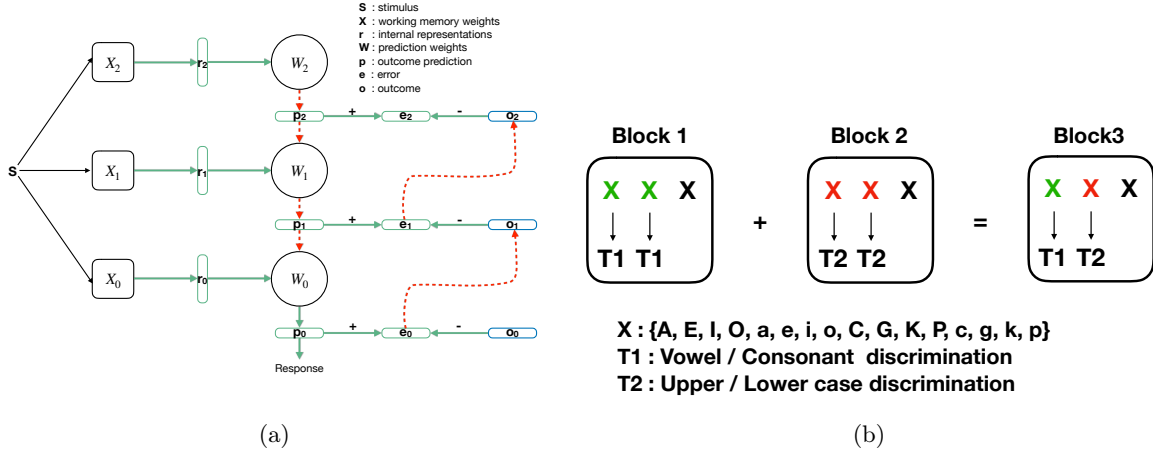 S : stimulus
X : working memory weights
r : internal representations
W : prediction weights
p : outcome prediction
e : error
o : outcome
X₂ r₂ W₂
p₂ + e₂ - o₂
S X₁ r₁ W₁
p₁ + e₁ - o₁
X₀ r₀ W₀
p₀ + e₀ - o₀
Response
(a)
Block 1 Block 2 Block3
X X X + X X X = X X X
T1 T1 T2 T2 T1 T2
X : {A, E, I, O, a, e, i, o, C, G, K, P, c, g, k, p}
T1 : Vowel / Consonant discrimination
T2 : Upper / Lower case discrimination
(b)